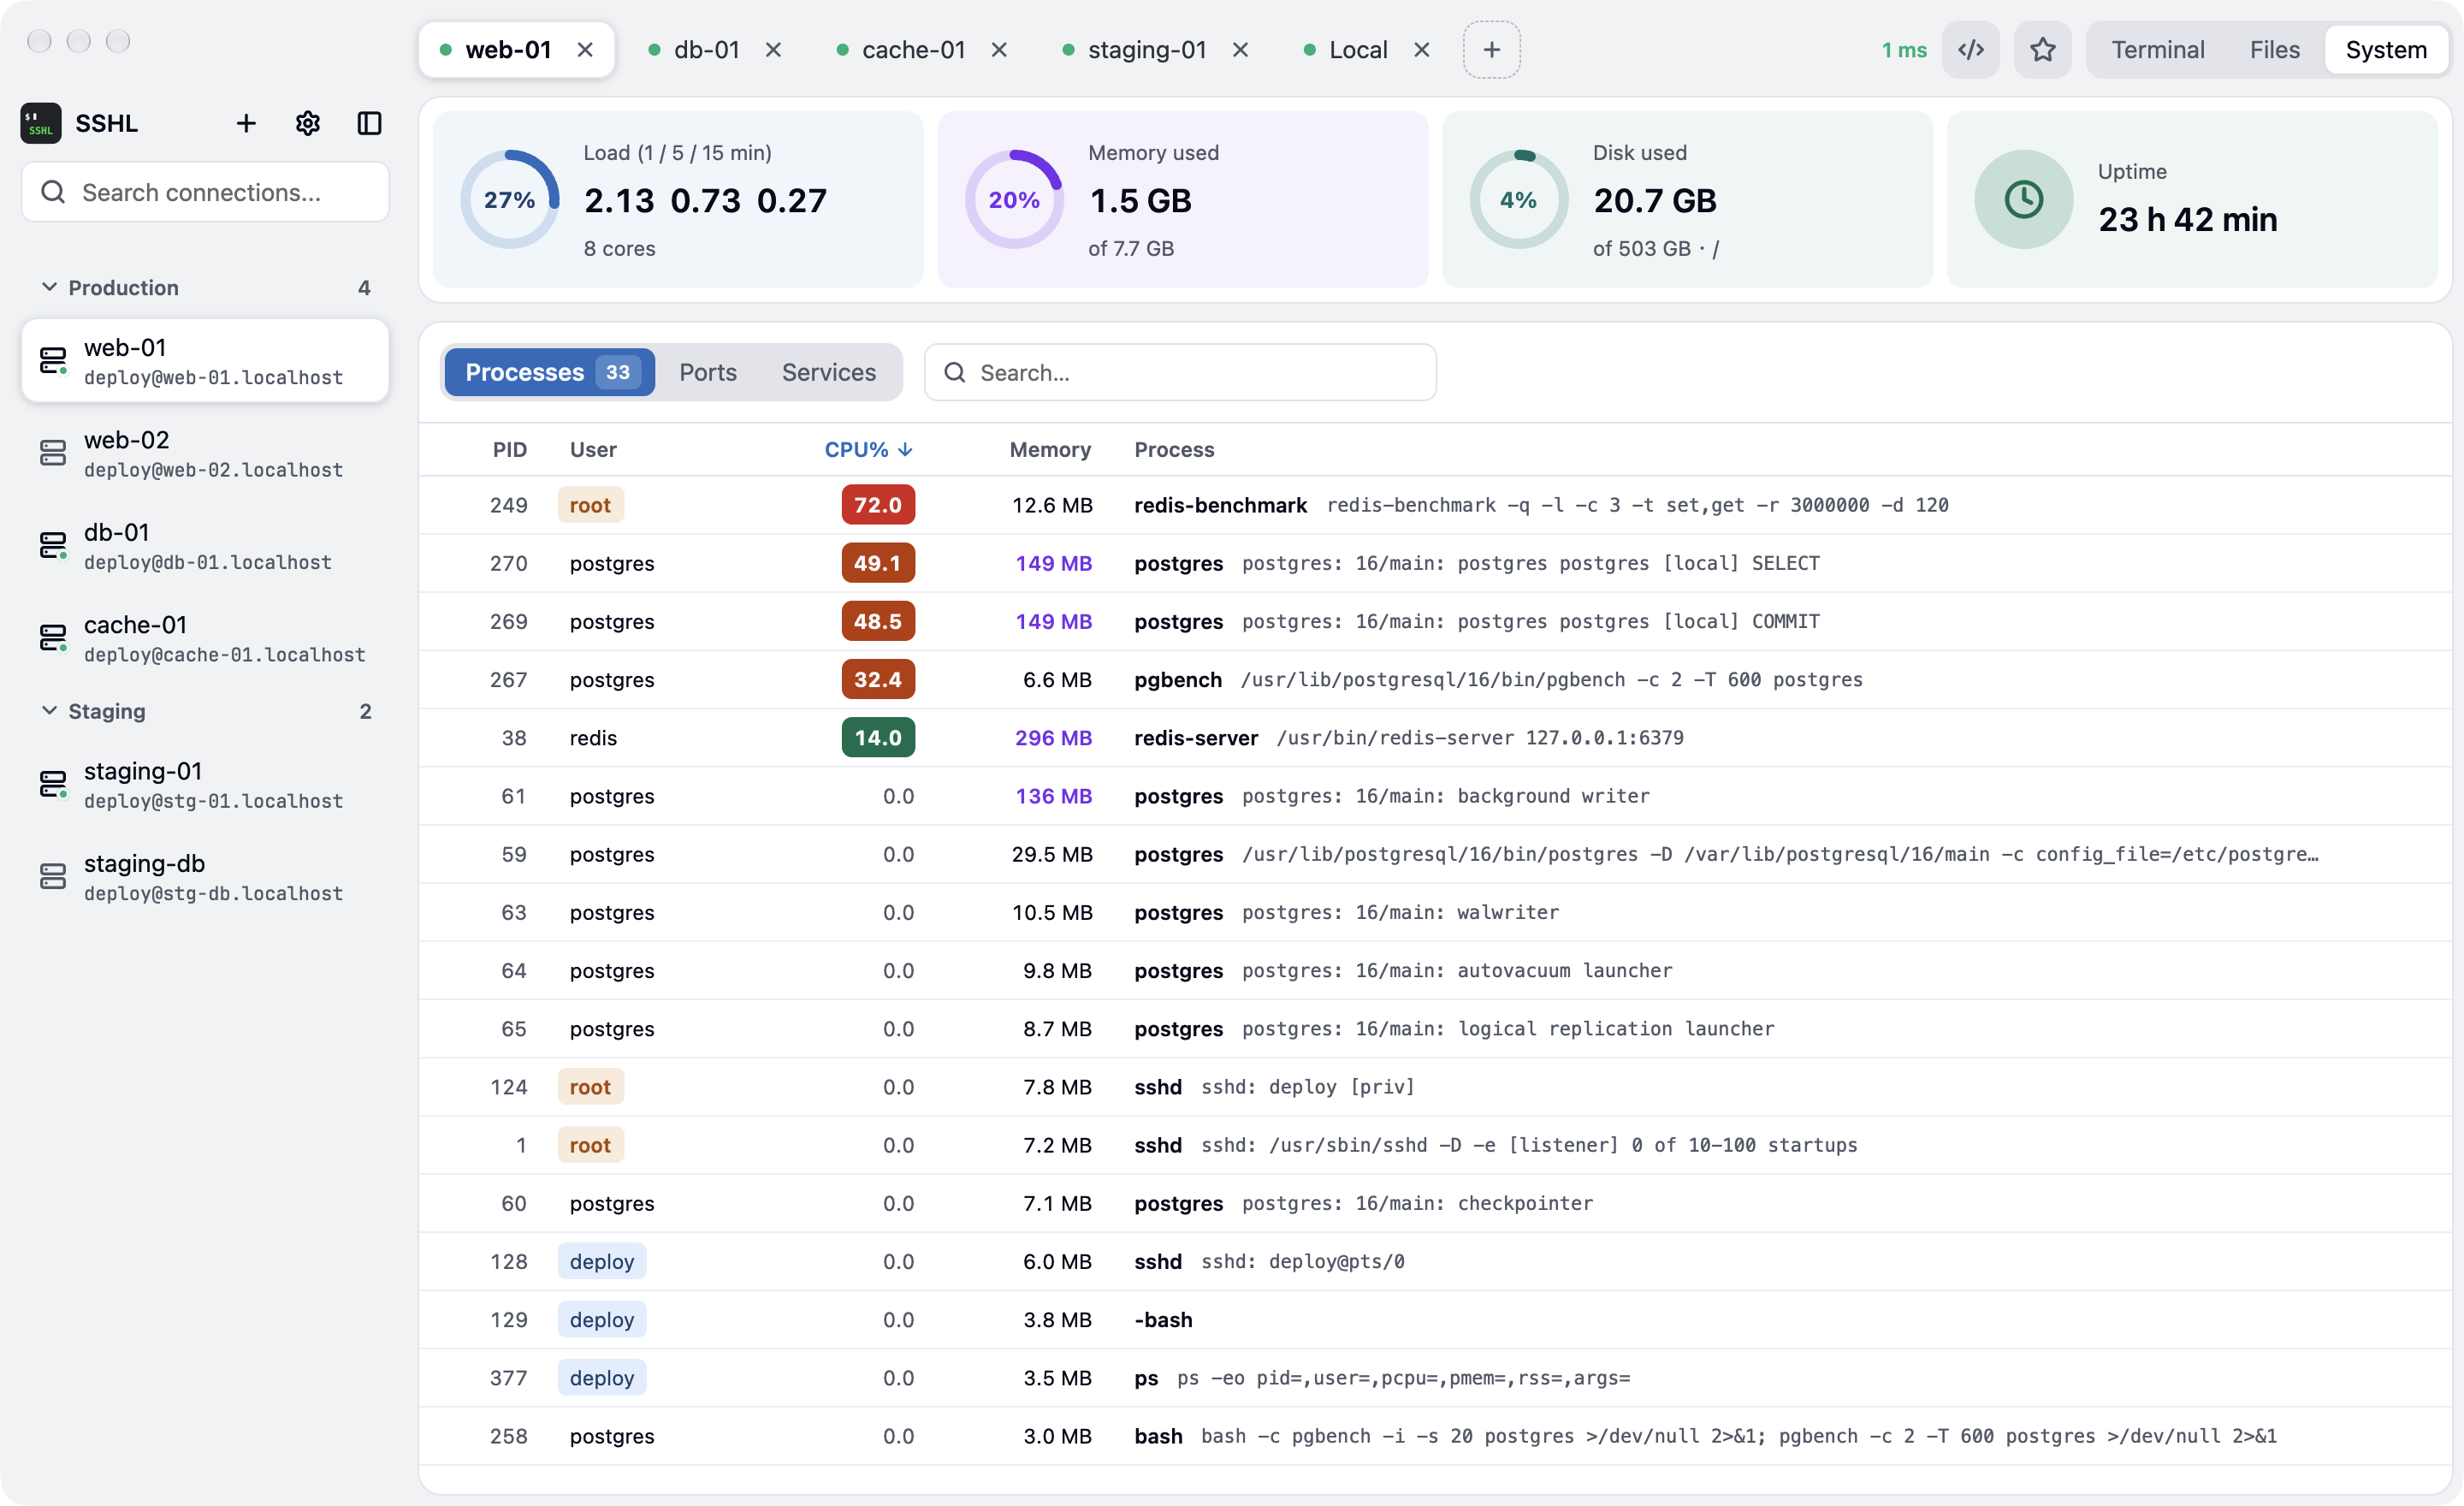 web-01
db-01
cache-01
staging-01
Local
1 ms
Terminal
Files
System
$
SSHL
SSHL
Search connections...
Production 4
web-01
deploy@web-01.localhost
web-02
deploy@web-02.localhost
db-01
deploy@db-01.localhost
cache-01
deploy@cache-01.localhost
Staging 2
staging-01
deploy@stg-01.localhost
staging-db
deploy@stg-db.localhost
27%
Load (1 / 5 / 15 min)
2.13 0.73 0.27
8 cores
20%
Memory used
1.5 GB
of 7.7 GB
4%
Disk used
20.7 GB
of 503 GB · /
Uptime
23 h 42 min
Processes 33 Ports Services
Search...
PID User CPU% ↓ Memory Process
249 root 72.0 12.6 MB redis-benchmark redis-benchmark -q -l -c 3 -t set,get -r 3000000 -d 120
270 postgres 49.1 149 MB postgres postgres: 16/main: postgres postgres [local] SELECT
269 postgres 48.5 149 MB postgres postgres: 16/main: postgres postgres [local] COMMIT
267 postgres 32.4 6.6 MB pgbench /usr/lib/postgresql/16/bin/pgbench -c 2 -T 600 postgres
38 redis 14.0 296 MB redis-server /usr/bin/redis-server 127.0.0.1:6379
61 postgres 0.0 136 MB postgres postgres: 16/main: background writer
59 postgres 0.0 29.5 MB postgres /usr/lib/postgresql/16/bin/postgres -D /var/lib/postgresql/16/main -c config_file=/etc/postgre…
63 postgres 0.0 10.5 MB postgres postgres: 16/main: walwriter
64 postgres 0.0 9.8 MB postgres postgres: 16/main: autovacuum launcher
65 postgres 0.0 8.7 MB postgres postgres: 16/main: logical replication launcher
124 root 0.0 7.8 MB sshd sshd: deploy [priv]
1 root 0.0 7.2 MB sshd sshd: /usr/sbin/sshd -D -e [listener] 0 of 10-100 startups
60 postgres 0.0 7.1 MB postgres postgres: 16/main: checkpointer
128 deploy 0.0 6.0 MB sshd sshd: deploy@pts/0
129 deploy 0.0 3.8 MB -bash
377 deploy 0.0 3.5 MB ps ps -eo pid=,user=,pcpu=,pmem=,rss=,args=
258 postgres 0.0 3.0 MB bash bash -c pgbench -i -s 20 postgres >/dev/null 2>&1; pgbench -c 2 -T 600 postgres >/dev/null 2>&1